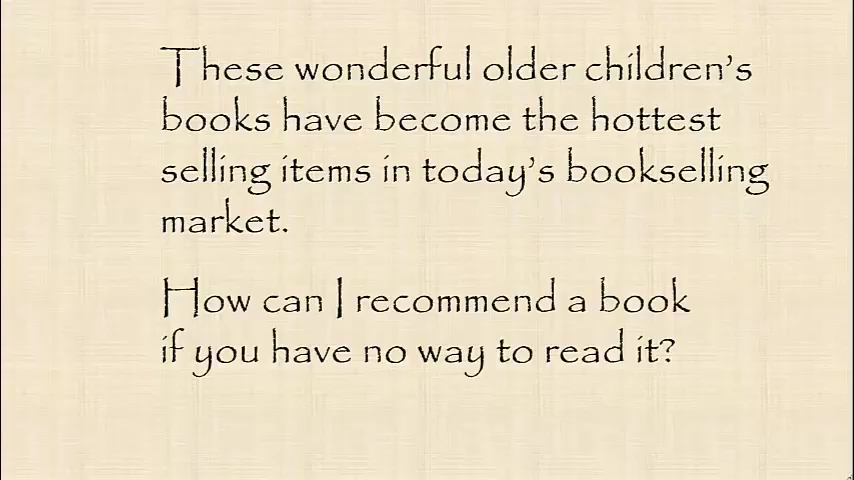 These wonderful older children's
books have become the hottest
selling items in today's bookselling
market.
How can I recommend a book
if you have no way to read it?